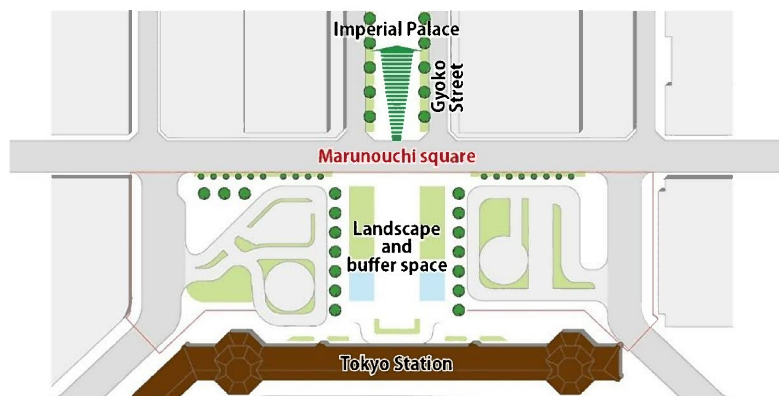 Imperial Palace
Gyoko
Street
Marunouchi square
Landscape
and
buffer space
Tokyo Station